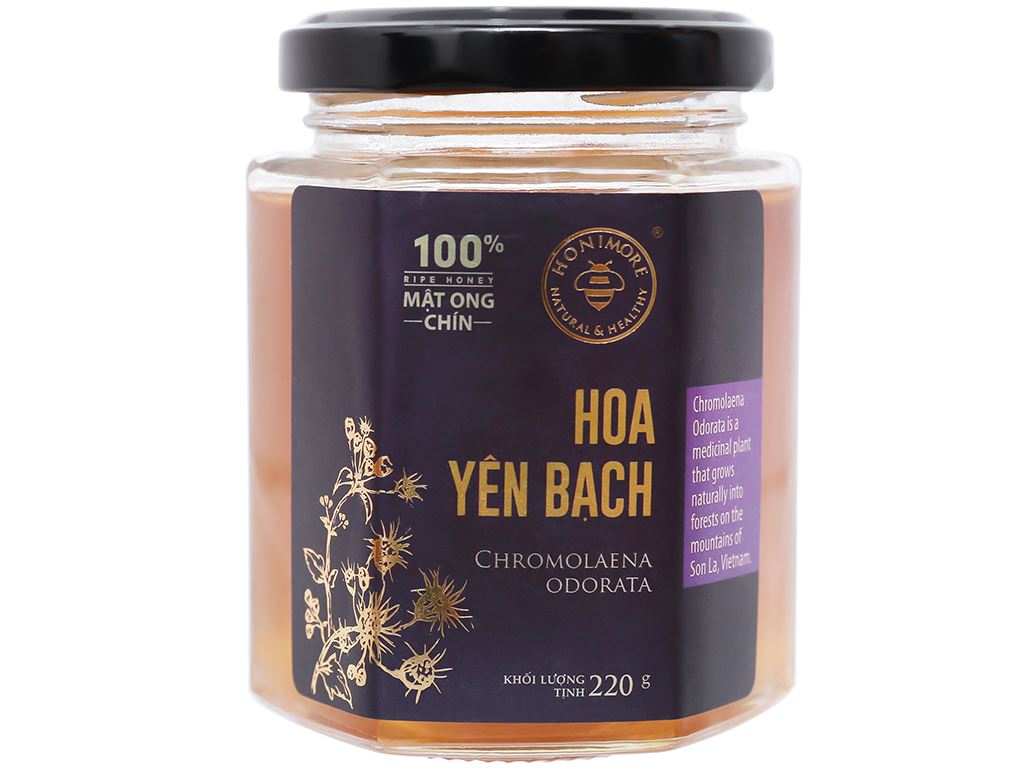 100%
RIPE HONEY
MẬT ONG
CHÍN
HONIMORE ®
NATURAL & HEALTHY
HOA
YÊN BẠCH
CHROMOLAENA
ODORATA
Chromolaena
Odorata is a
medicinal plant
that grows
naturally into
forests on the
mountains of
Son La, Vietnam.
KHỐI LƯỢNG
TỊNH 220 g